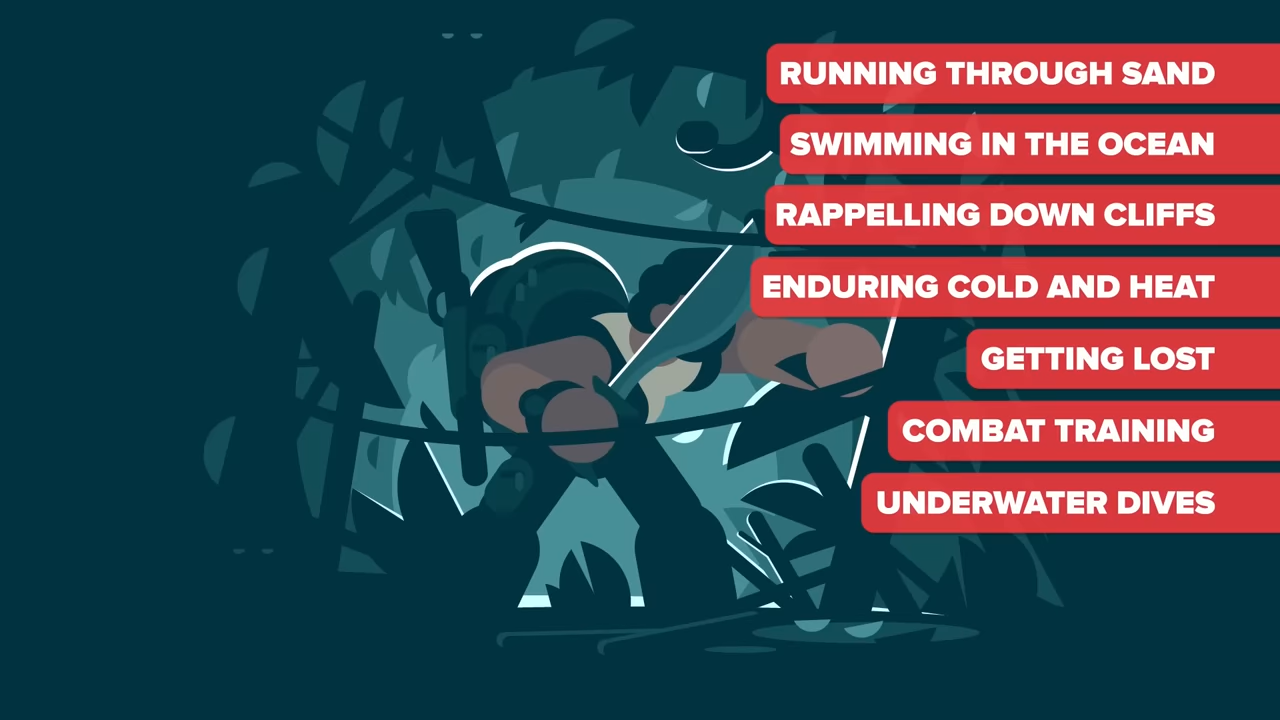 RUNNING THROUGH SAND
SWIMMING IN THE OCEAN
RAPPELLING DOWN CLIFFS
ENDURING COLD AND HEAT
GETTING LOST
COMBAT TRAINING
UNDERWATER DIVES